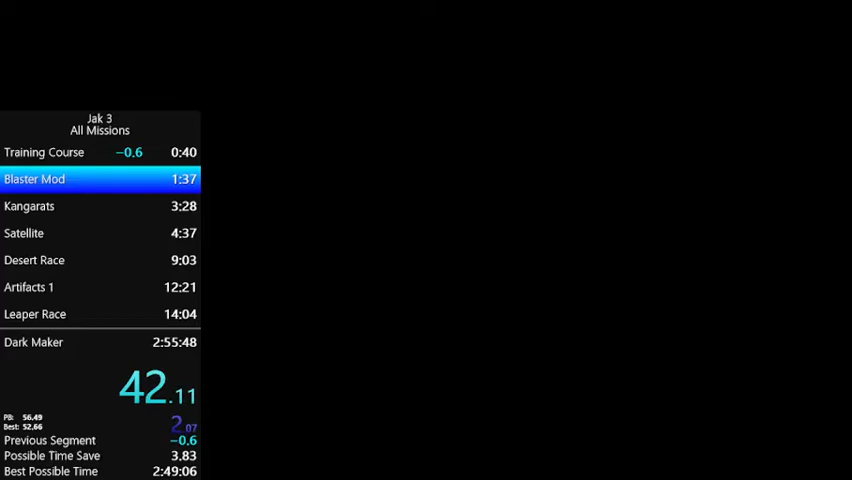 Jak 3
All Missions
Training Course −0.6 0:40
Blaster Mod 1:37
Kangarats 3:28
Satellite 4:37
Desert Race 9:03
Artifacts 1 12:21
Leaper Race 14:04
Dark Maker 2:55:48
42.11
PB: 56.49
Best: 52.66 2.07
Previous Segment −0.6
Possible Time Save 3.83
Best Possible Time 2:49:06